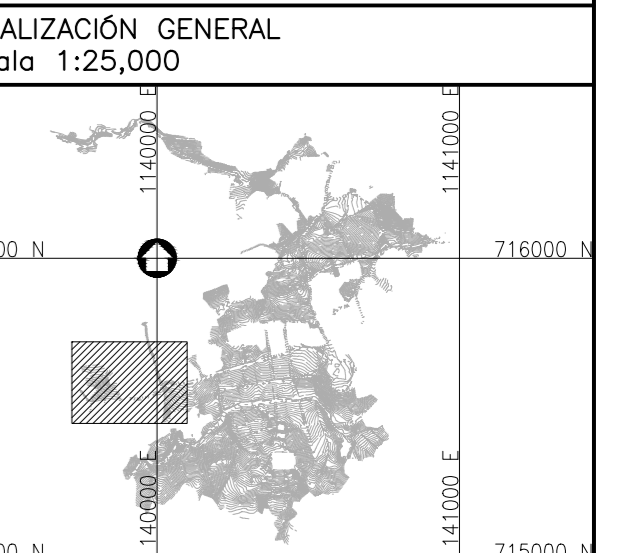 ALIZACIÓN GENERAL
ala 1:25,000
1140000 E
1141000 E
00 N
716000 N
140000 E
141000 E
00 N
715000 N